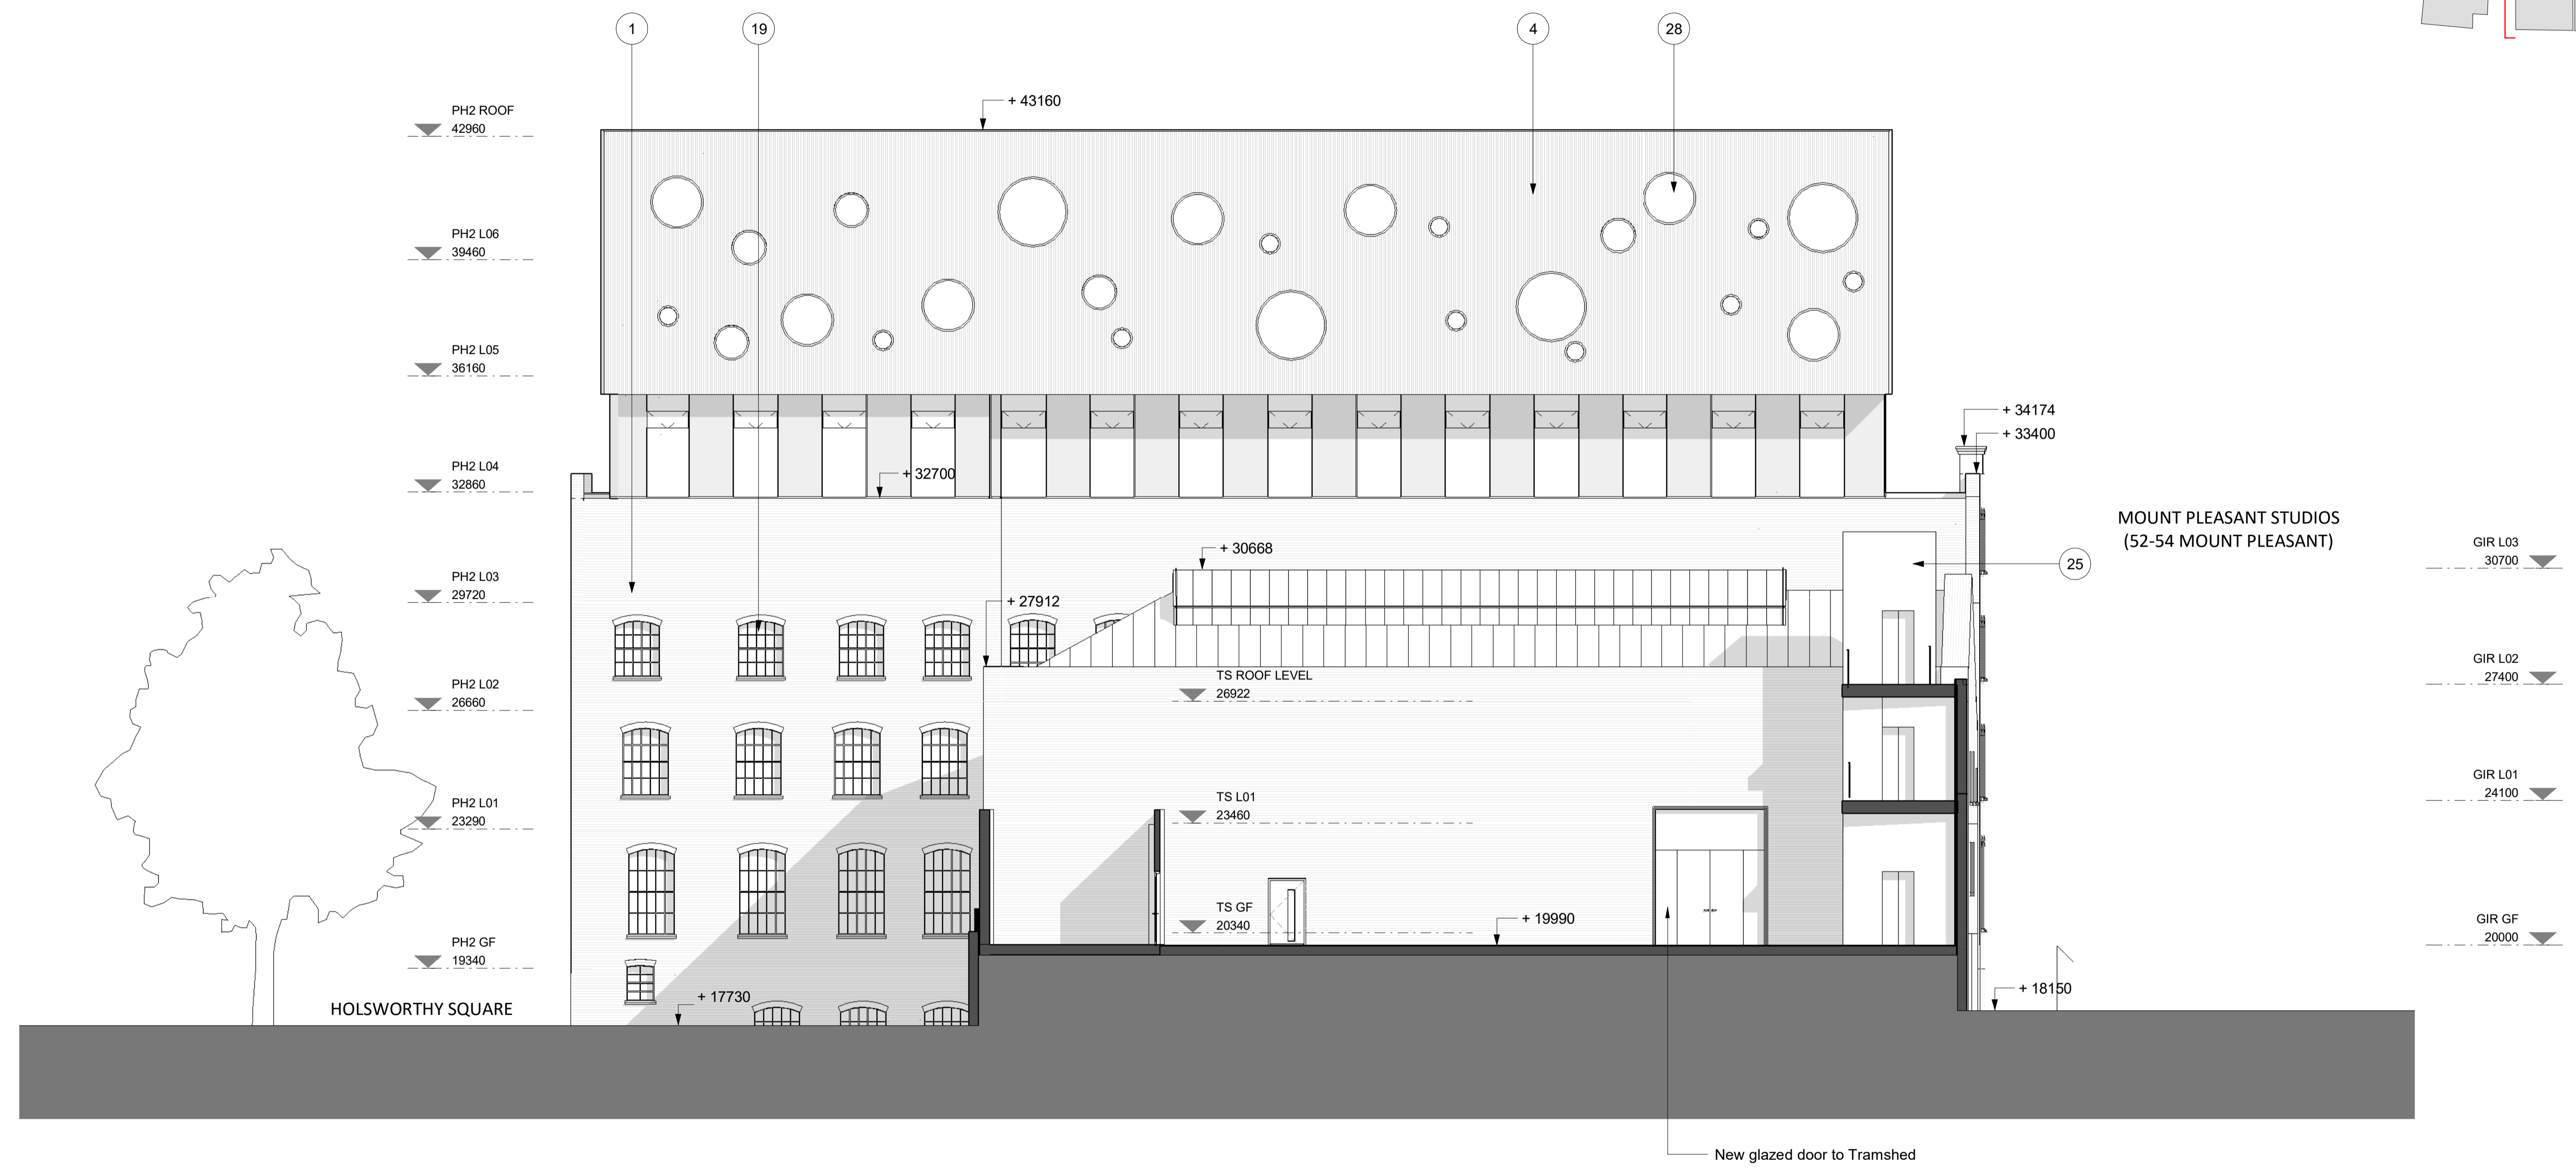 1
19
4
28
+ 43160
PH2 ROOF
42960
PH2 L06
39460
PH2 L05
36160
+ 34174
+ 33400
PH2 L04
32860
+ 32700
MOUNT PLEASANT STUDIOS
(52-54 MOUNT PLEASANT)
+ 30668
25
GIR L03
30700
PH2 L03
29720
+ 27912
GIR L02
27400
TS ROOF LEVEL
26922
PH2 L02
26660
GIR L01
24100
TS L01
23460
PH2 L01
23290
TS GF
20340
+ 19990
GIR GF
20000
PH2 GF
19340
+ 18150
+ 17730
HOLSWORTHY SQUARE
New glazed door to Tramshed